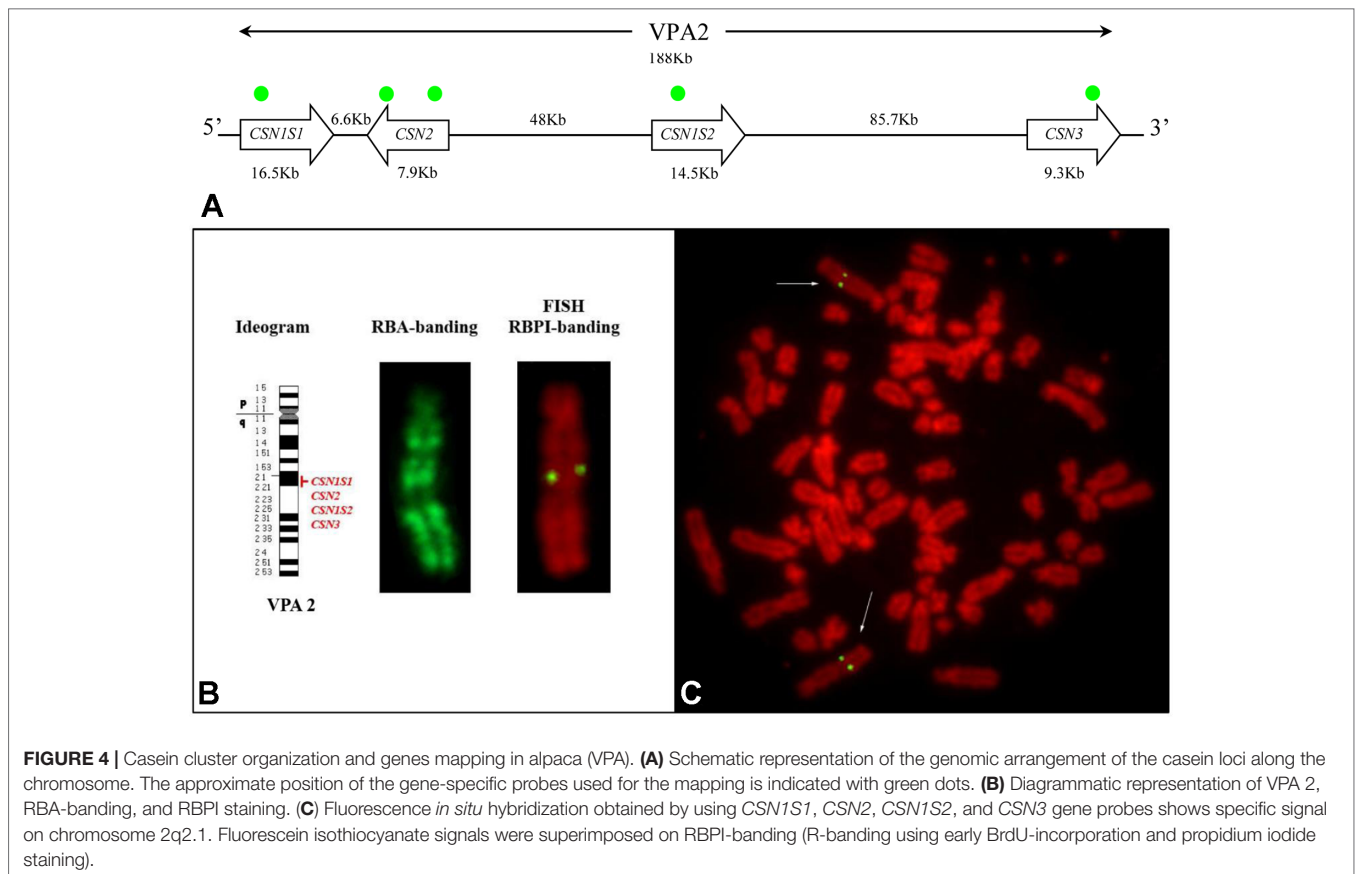 VPA2
188Kb
5’ CSN1S1 6.6Kb CSN2 48Kb CSN1S2 85.7Kb CSN3 3’
16.5Kb 7.9Kb 14.5Kb 9.3Kb
A
Ideogram
RBA-banding
FISH
RBPI-banding
p
q
15
13
11
11
13
14
151
163
21
221
223
225
231
233
235
24
251
253
CSN1S1
CSN2
CSN1S2
CSN3
VPA 2
B
C
FIGURE 4 | Casein cluster organization and genes mapping in alpaca (VPA). (A) Schematic representation of the genomic arrangement of the casein loci along the
chromosome. The approximate position of the gene-specific probes used for the mapping is indicated with green dots. (B) Diagrammatic representation of VPA 2,
RBA-banding, and RBPI staining. (C) Fluorescence in situ hybridization obtained by using CSN1S1, CSN2, CSN1S2, and CSN3 gene probes shows specific signal
on chromosome 2q2.1. Fluorescein isothiocyanate signals were superimposed on RBPI-banding (R-banding using early BrdU-incorporation and propidium iodide
staining).